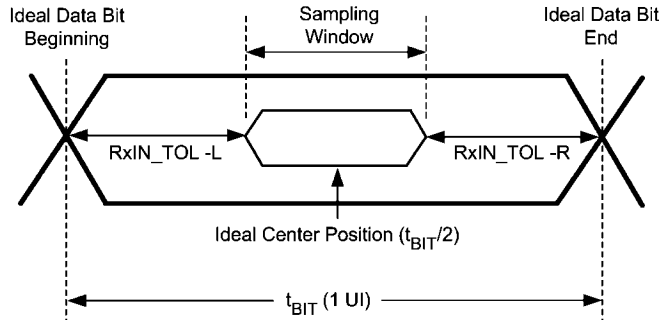 Ideal Data Bit
Beginning
Sampling
Window
Ideal Data Bit
End
RxIN_TOL -L
RxIN_TOL -R
Ideal Center Position (tBIT/2)
tBIT (1 UI)